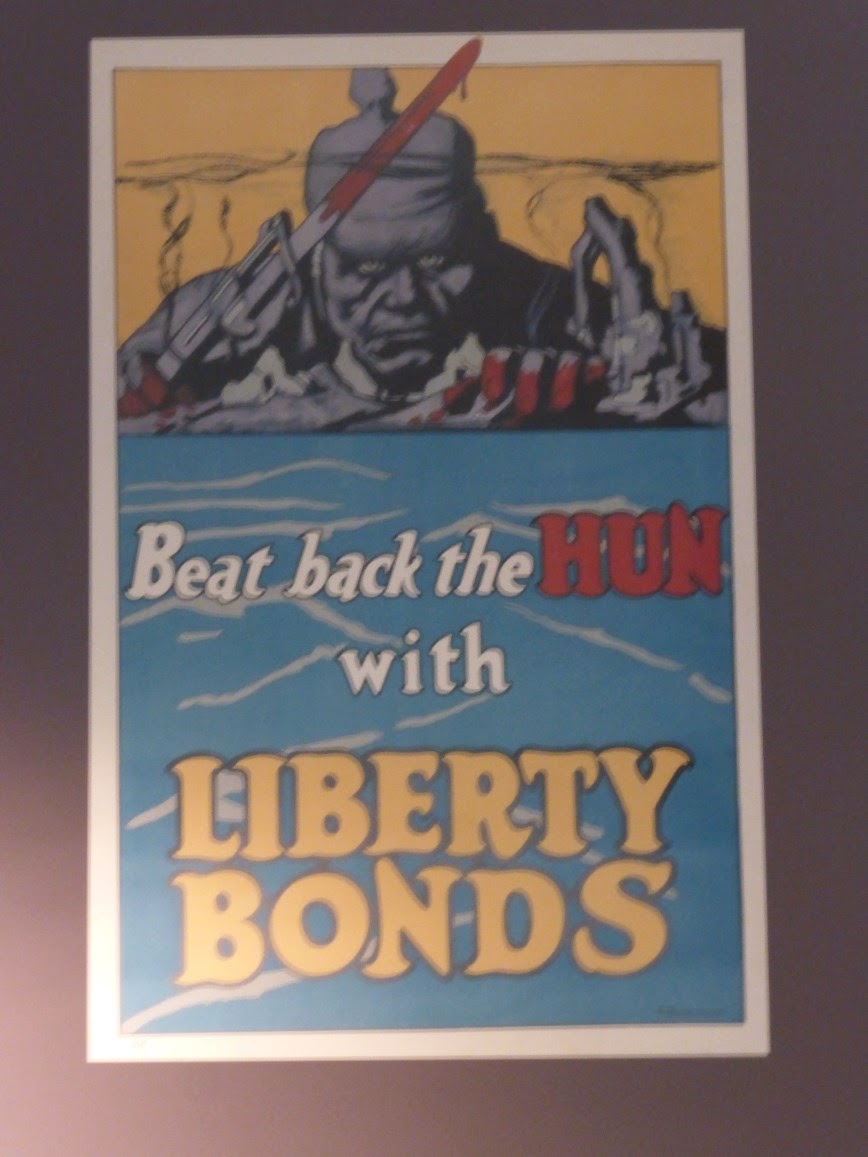 Beat back the HUN
with
LIBERTY
BONDS